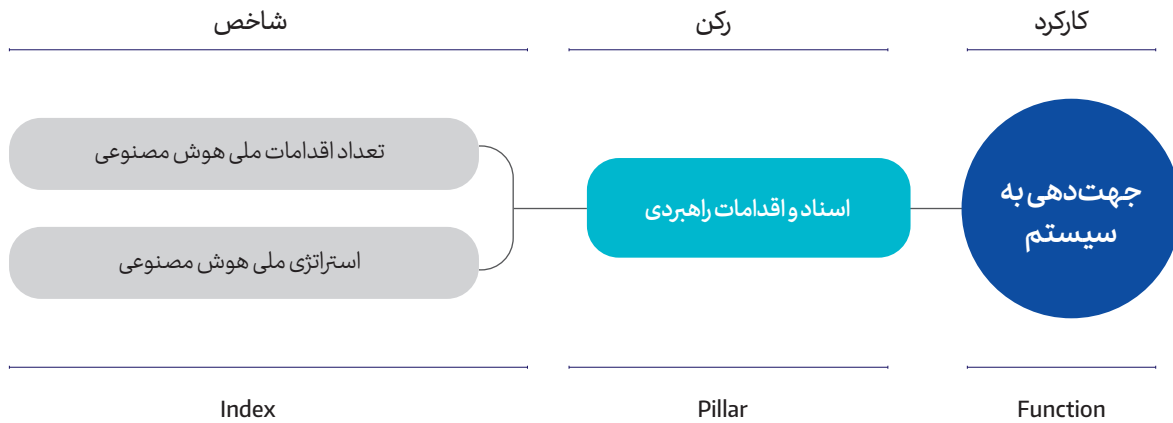 کارکرد
رکن
شاخص
جهت‌دهی به
سیستم
اسناد و اقدامات راهبردی
تعداد اقدامات ملی هوش مصنوعی
استراتژی ملی هوش مصنوعی
Function
Pillar
Index